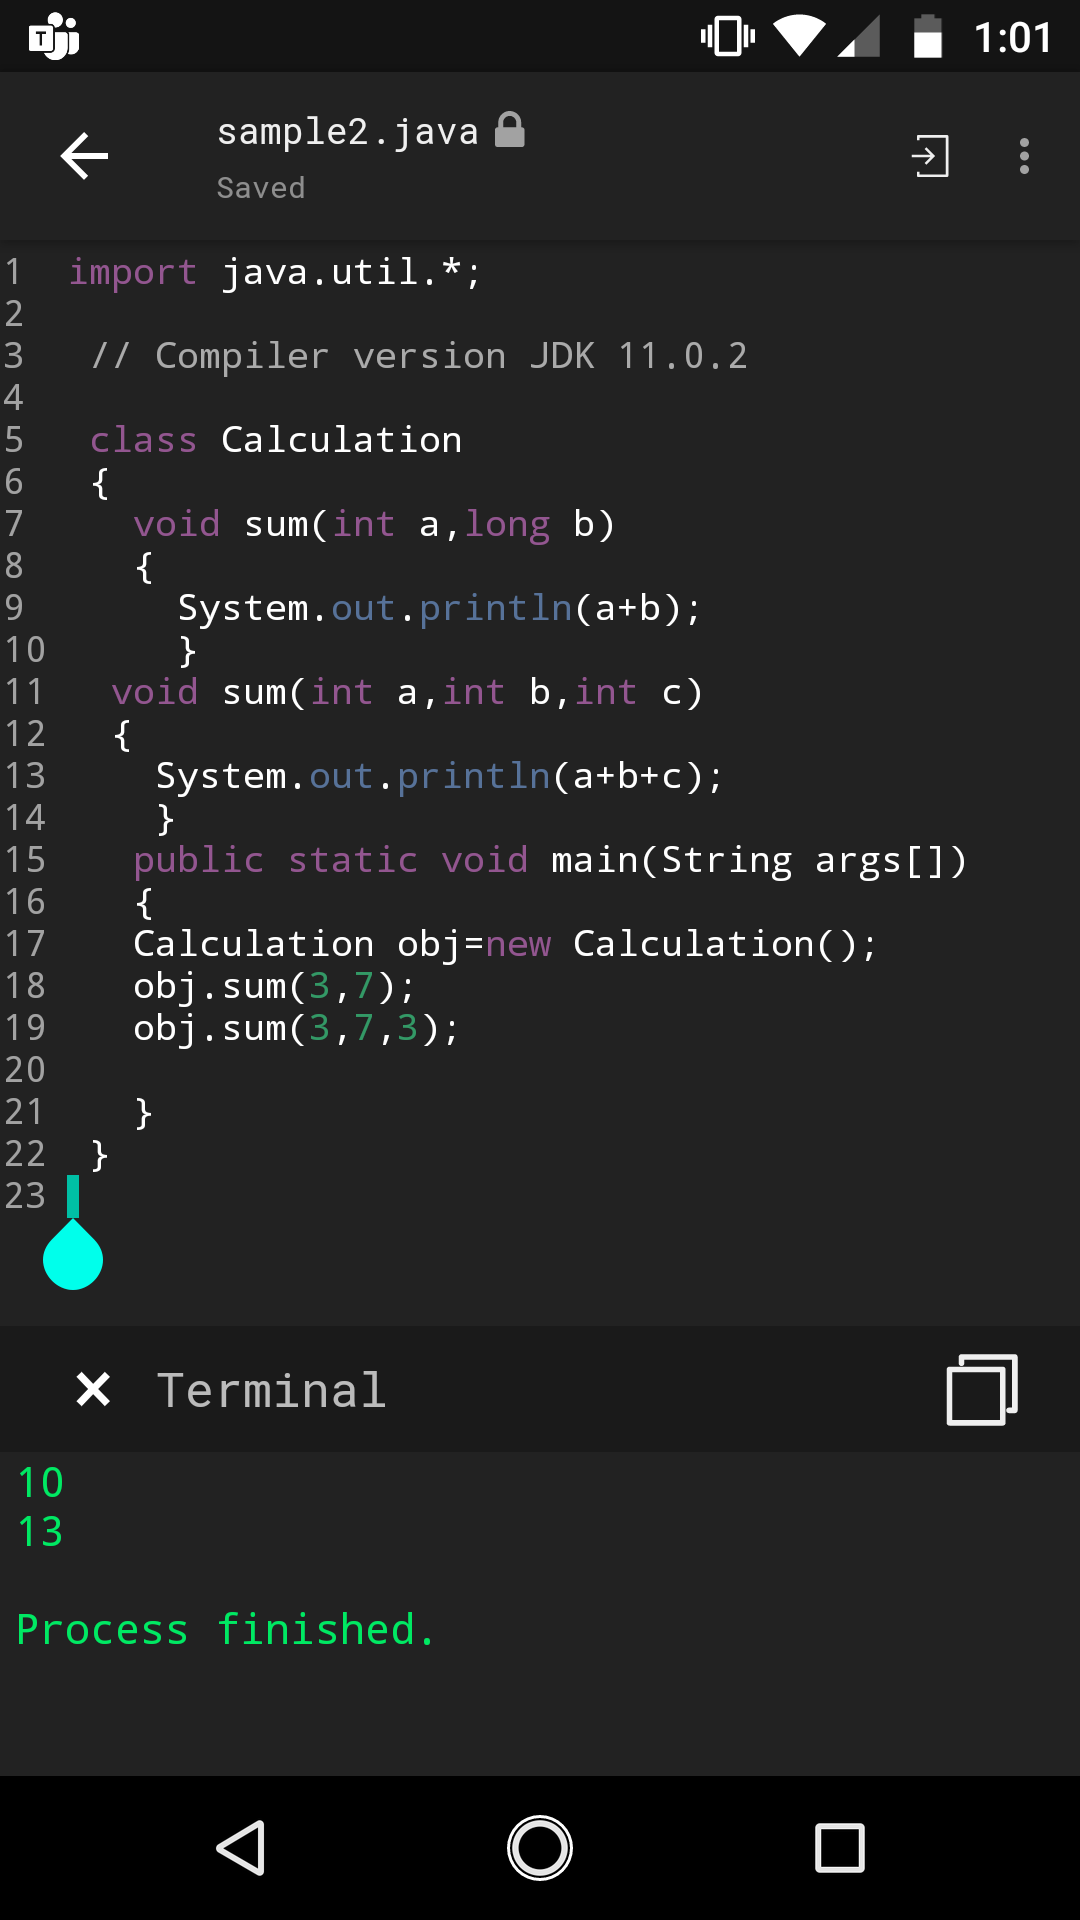 T
1:01
sample2.java
Saved
1 import java.util.*;
2
3 // Compiler version JDK 11.0.2
4
5 class Calculation
6 {
7 void sum(int a,long b)
8 {
9 System.out.println(a+b);
10 }
11 void sum(int a,int b,int c)
12 {
13 System.out.println(a+b+c);
14 }
15 public static void main(String args[])
16 {
17 Calculation obj=new Calculation();
18 obj.sum(3,7);
19 obj.sum(3,7,3);
20
21 }
22 }
23
Terminal
10
13
Process finished.